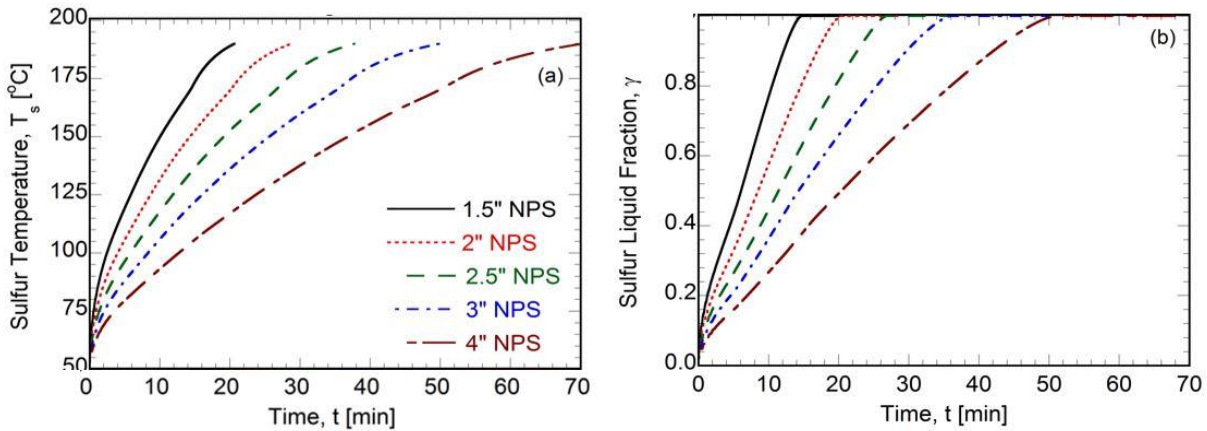 200
175
150
125
100
75
50
Sulfur Temperature, T_s [°C]
(a)
1.5" NPS
2" NPS
2.5" NPS
3" NPS
4" NPS
0 10 20 30 40 50 60 70
Time, t [min]
(b)
0.8
0.6
0.4
0.2
0.0
Sulfur Liquid Fraction, γ
0 10 20 30 40 50 60 70
Time, t [min]